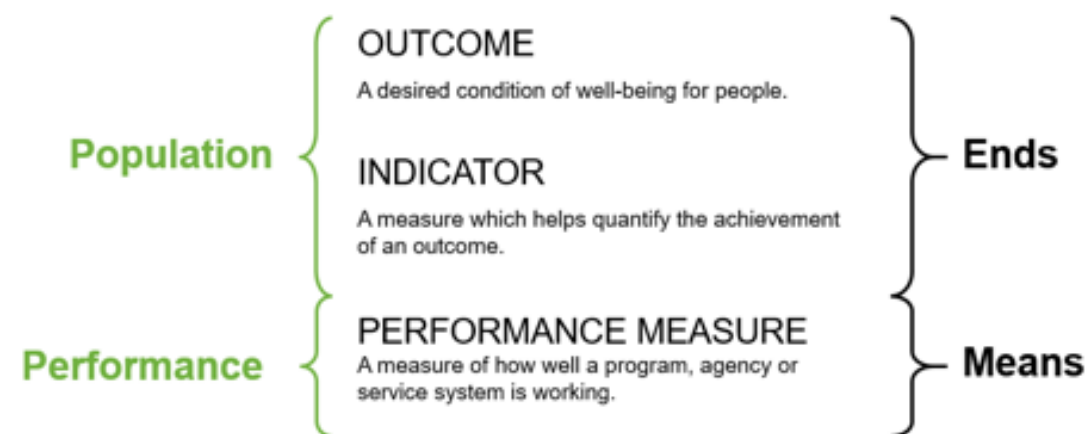 OUTCOME
A desired condition of well-being for people.
Population
Ends
INDICATOR
A measure which helps quantify the achievement
of an outcome.
PERFORMANCE MEASURE
Performance
A measure of how well a program, agency or
service system is working.
Means